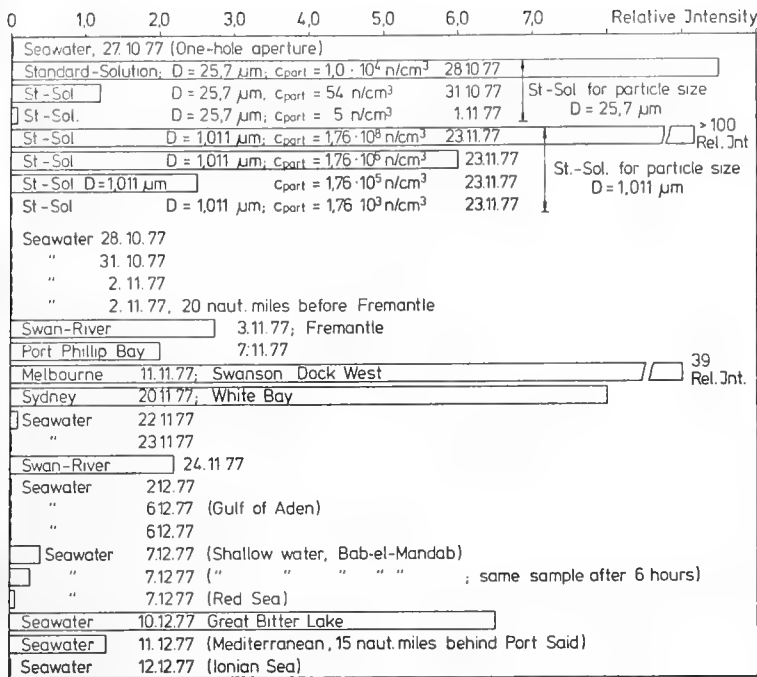 0 1,0 2,0 3,0 4,0 5,0 6,0 7,0 Relative Intensity
Seawater, 27.10 77 (One-hole aperture)
Standard-Solution; D = 25,7 µm; cpart = 1,0 · 10⁴ n/cm³ 28 10 77
St-Sol D = 25,7 µm, cpart = 54 n/cm³ 31 10 77
St-Sol. D = 25,7 µm; cpart = 5 n/cm³ 1.11 77
St-Sol for particle size
D = 25,7 µm
St-Sol D = 1,011 µm; cpart = 1,76 · 10⁸ n/cm³ 23.11.77
>100
Rel. Int
St-Sol D = 1,011 µm; cpart = 1,76 · 10⁶ n/cm³ 23.11.77
St-Sol D = 1,011 µm cpart = 1,76 · 10⁵ n/cm³ 23.11.77
St-Sol D = 1,011 µm; cpart = 1,76 10³ n/cm³ 23.11.77
St.-Sol. for particle size
D = 1,011 µm
Seawater 28. 10. 77
" 31. 10. 77
" 2. 11. 77
" 2. 11. 77, 20 naut. miles before Fremantle
Swan-River 3.11. 77; Fremantle
Port Phillip Bay 7.11.77
Melbourne 11.11.77; Swanson Dock West
39
Rel. Int.
Sydney 20 11 77; White Bay
Seawater 22 11 77
" 23 11 77
Swan-River 24.11 77
Seawater 212.77
" 612.77 (Gulf of Aden)
" 612.77
Seawater 7.12.77 (Shallow water, Bab-el-Mandab)
" 7.12 77 (" " " " " ; same sample after 6 hours)
" 7.12 77 (Red Sea)
Seawater 10.12.77 Great Bitter Lake
Seawater 11. 12.77 (Mediterranean, 15 naut. miles behind Port Said)
Seawater 12.12.77 (Ionian Sea)